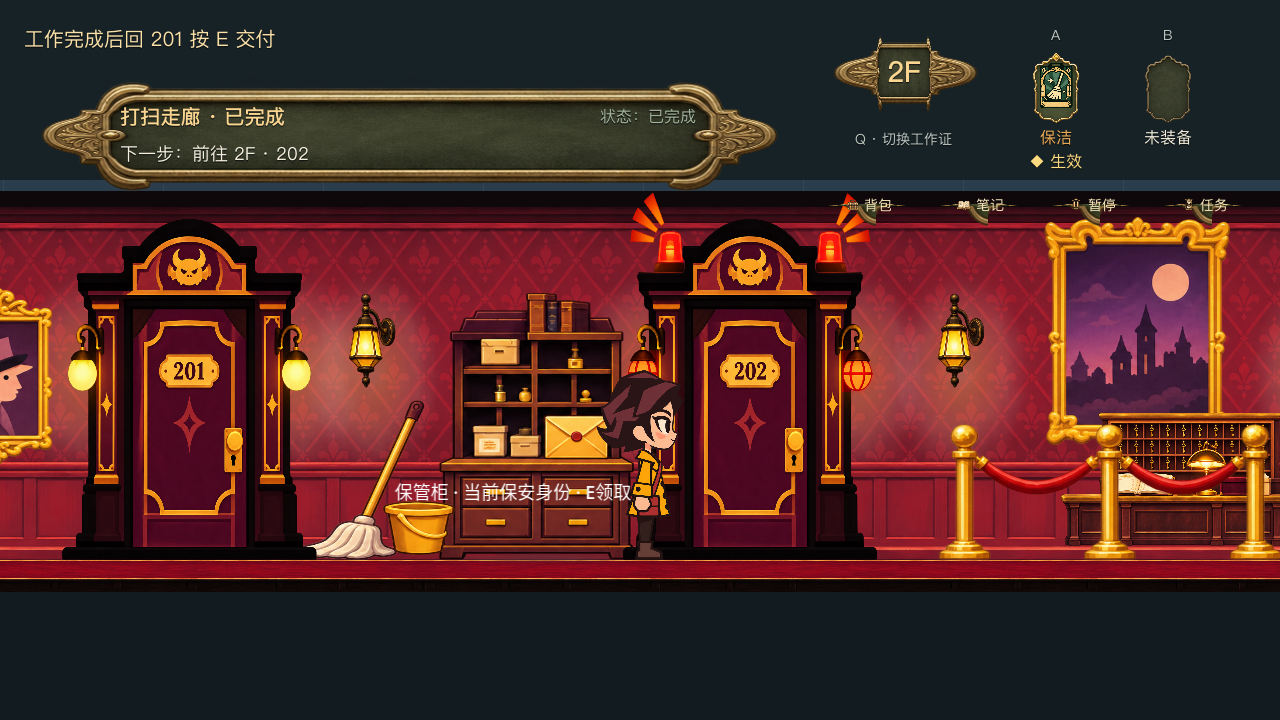 工作完成后回 201 按 E 交付
打扫走廊 · 已完成
状态：已完成
下一步：前往 2F · 202
2F
Q · 切换工作证
A
保洁
◆ 生效
B
未装备
背包
笔记
暂停
任务
201
202
保管柜 · 当前保安身份 · E领取